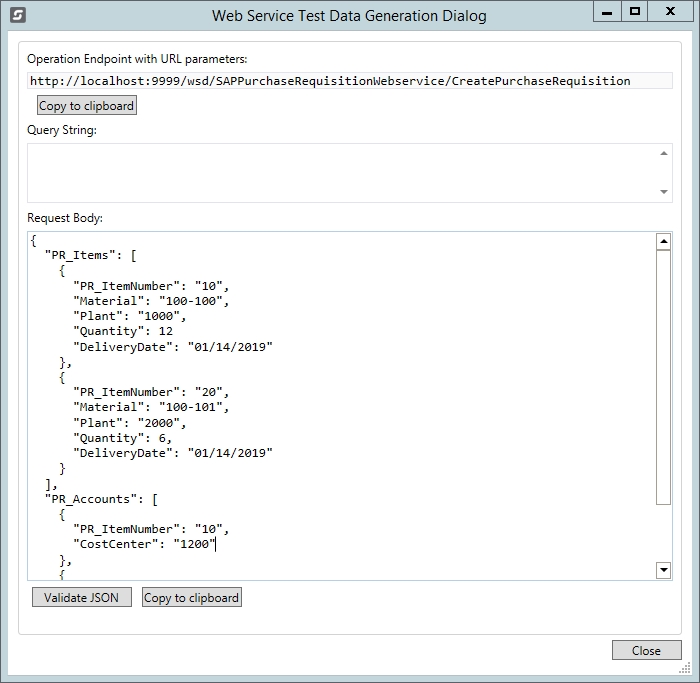 Web Service Test Data Generation Dialog
Operation Endpoint with URL parameters:
http://localhost:9999/wsd/SAPPurchaseRequisitionWebservice/CreatePurchaseRequisition
Copy to clipboard
Query String:
Request Body:
{
  "PR_Items": [
    {
      "PR_ItemNumber": "10",
      "Material": "100-100",
      "Plant": "1000",
      "Quantity": 12
      "DeliveryDate": "01/14/2019"
    },
    {
      "PR_ItemNumber": "20",
      "Material": "100-101",
      "Plant": "2000",
      "Quantity": 6,
      "DeliveryDate": "01/14/2019"
    }
  ],
  "PR_Accounts": [
    {
      "PR_ItemNumber": "10",
      "CostCenter": "1200"
    },
    {
Validate JSON Copy to clipboard
Close